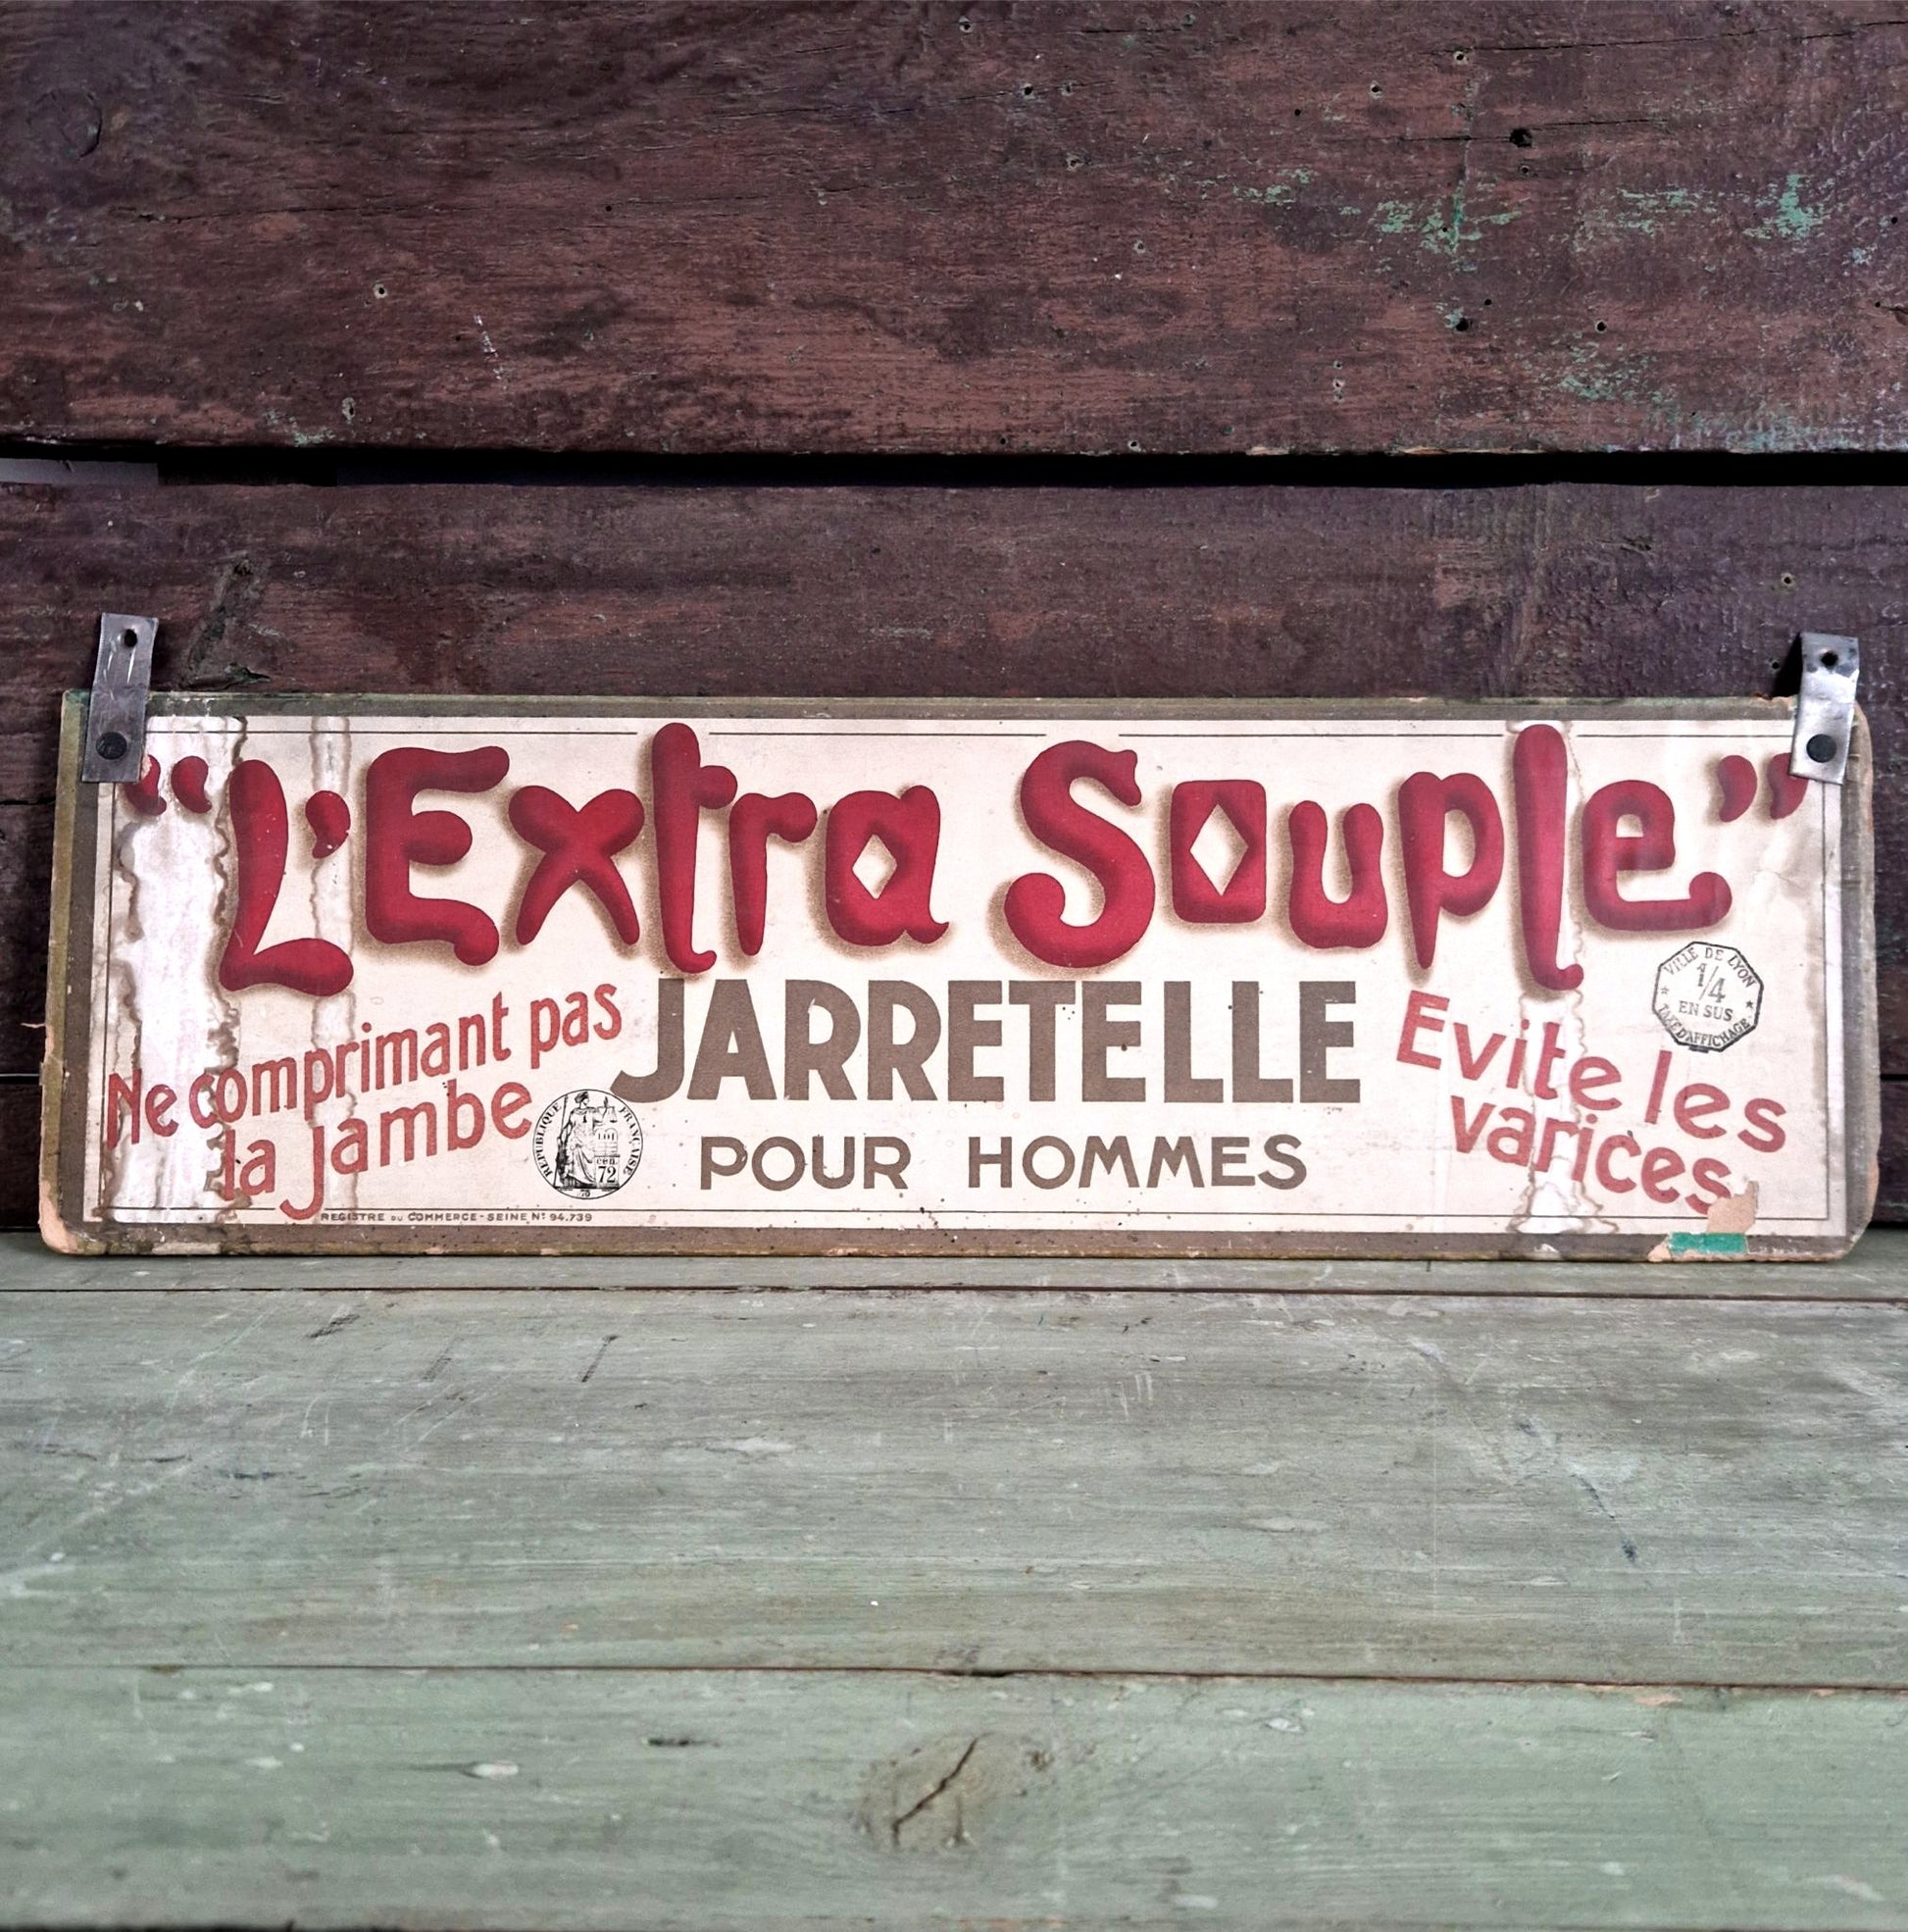 “L'Extra Souple”
Ne comprimant pas
la jambe
JARRETELLE
POUR HOMMES
Evite les
varices
VILLE DE LYON
1/4
EN SUS
TAXE D'AFFICHAGE
REPUBLIQUE FRANÇAISE
LOI
72
REGISTRE DU COMMERCE - SEINE N° 94.739